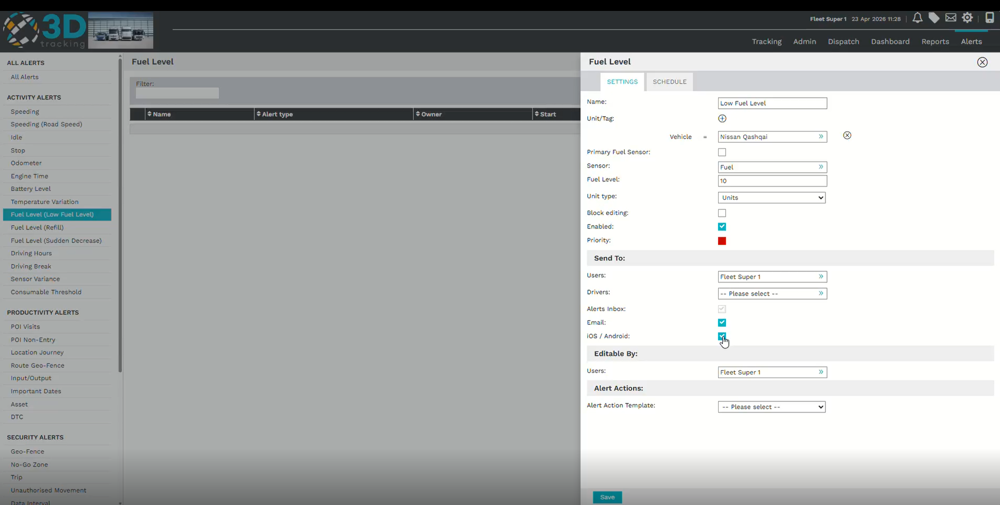 3D
tracking
Fleet Super 1 23 Apr 2026 11:28
Tracking Admin Dispatch Dashboard Reports Alerts
ALL ALERTS
All Alerts
ACTIVITY ALERTS
Speeding
Speeding (Road Speed)
Idle
Stop
Odometer
Engine Time
Battery Level
Temperature Variation
Fuel Level (Low Fuel Level)
Fuel Level (Refill)
Fuel Level (Sudden Decrease)
Driving Hours
Driving Break
Sensor Variance
Consumable Threshold
PRODUCTIVITY ALERTS
POI Visits
POI Non-Entry
Location Journey
Route Geo-Fence
Input/Output
Important Dates
Asset
DTC
SECURITY ALERTS
Geo-Fence
No-Go Zone
Trip
Unauthorised Movement
Data Interval
Fuel Level
Filter:
Name Alert type Owner Start
Fuel Level
SETTINGS SCHEDULE
Name: Low Fuel Level
Unit/Tag:
Vehicle = Nissan Qashqai »
Primary Fuel Sensor:
Sensor: Fuel »
Fuel Level: 10
Unit type: Units
Block editing:
Enabled:
Priority:
Send To:
Users: Fleet Super 1 »
Drivers: -- Please select -- »
Alerts Inbox:
Email:
iOS / Android:
Editable By:
Users: Fleet Super 1 »
Alert Actions:
Alert Action Template: -- Please select --
Save